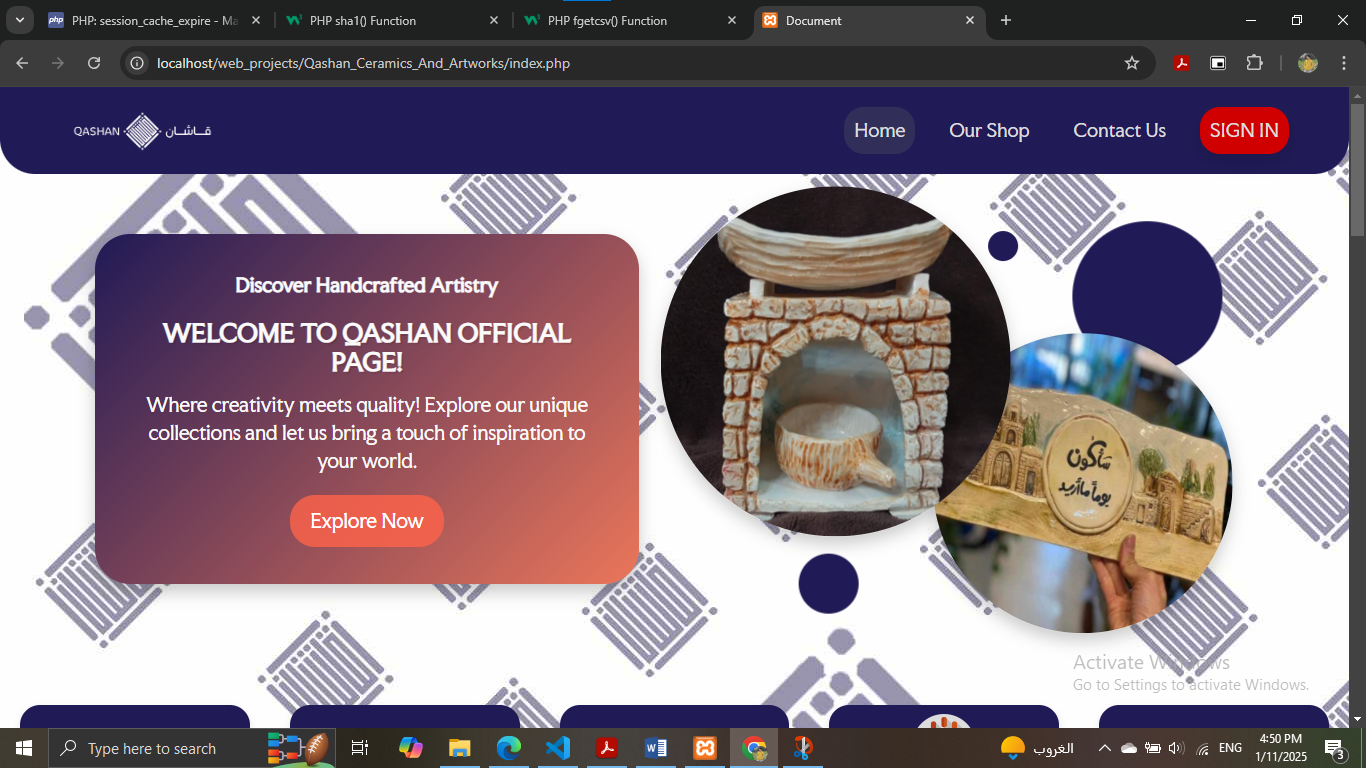 PHP: session_cache_expire - Ma
PHP sha1() Function
PHP fgetcsv() Function
Document
localhost/web_projects/Qashan_Ceramics_And_Artworks/index.php
QASHAN قاشان
Home
Our Shop
Contact Us
SIGN IN
Discover Handcrafted Artistry
WELCOME TO QASHAN OFFICIAL
PAGE!
Where creativity meets quality! Explore our unique
collections and let us bring a touch of inspiration to
your world.
Explore Now
سأكون
يوماً ما أريد
Activate Windows
Go to Settings to activate Windows.
Type here to search
الغروب
ENG
4:50 PM
1/11/2025
3